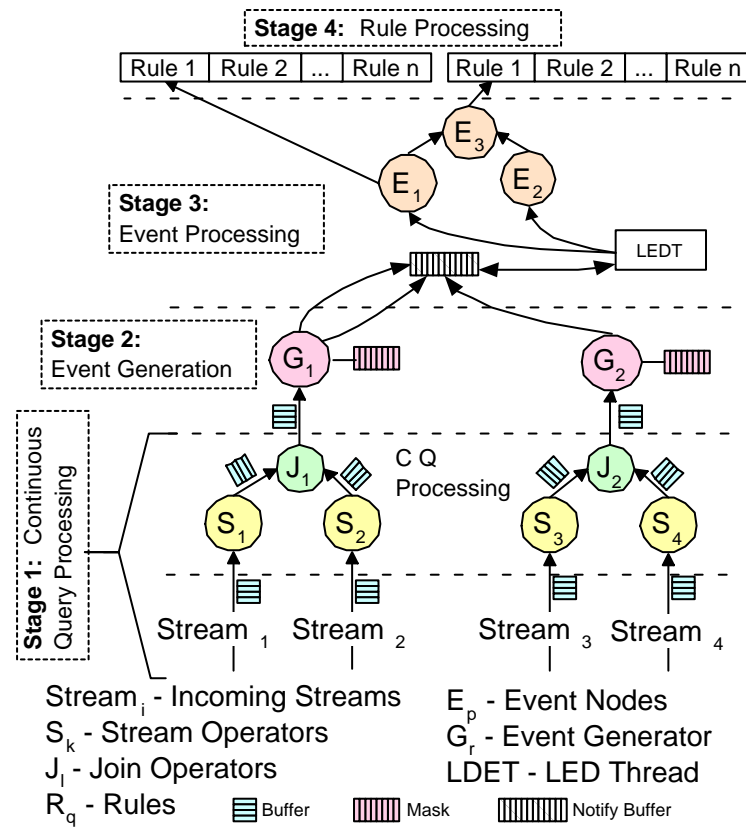 Stage 4: Rule Processing
Rule 1 Rule 2 ... Rule n
Rule 1 Rule 2 ... Rule n
E3
E1
E2
Stage 3:
Event Processing
LEDT
Stage 2:
Event Generation
G1
G2
Stage 1: Continuous
Query Processing
J1
C Q
Processing
J2
S1
S2
S3
S4
Stream 1
Stream 2
Stream 3
Stream 4
Streami - Incoming Streams
Sk - Stream Operators
Jl - Join Operators
Rq - Rules
Ep - Event Nodes
Gr - Event Generator
LDET - LED Thread
Buffer
Mask
Notify Buffer